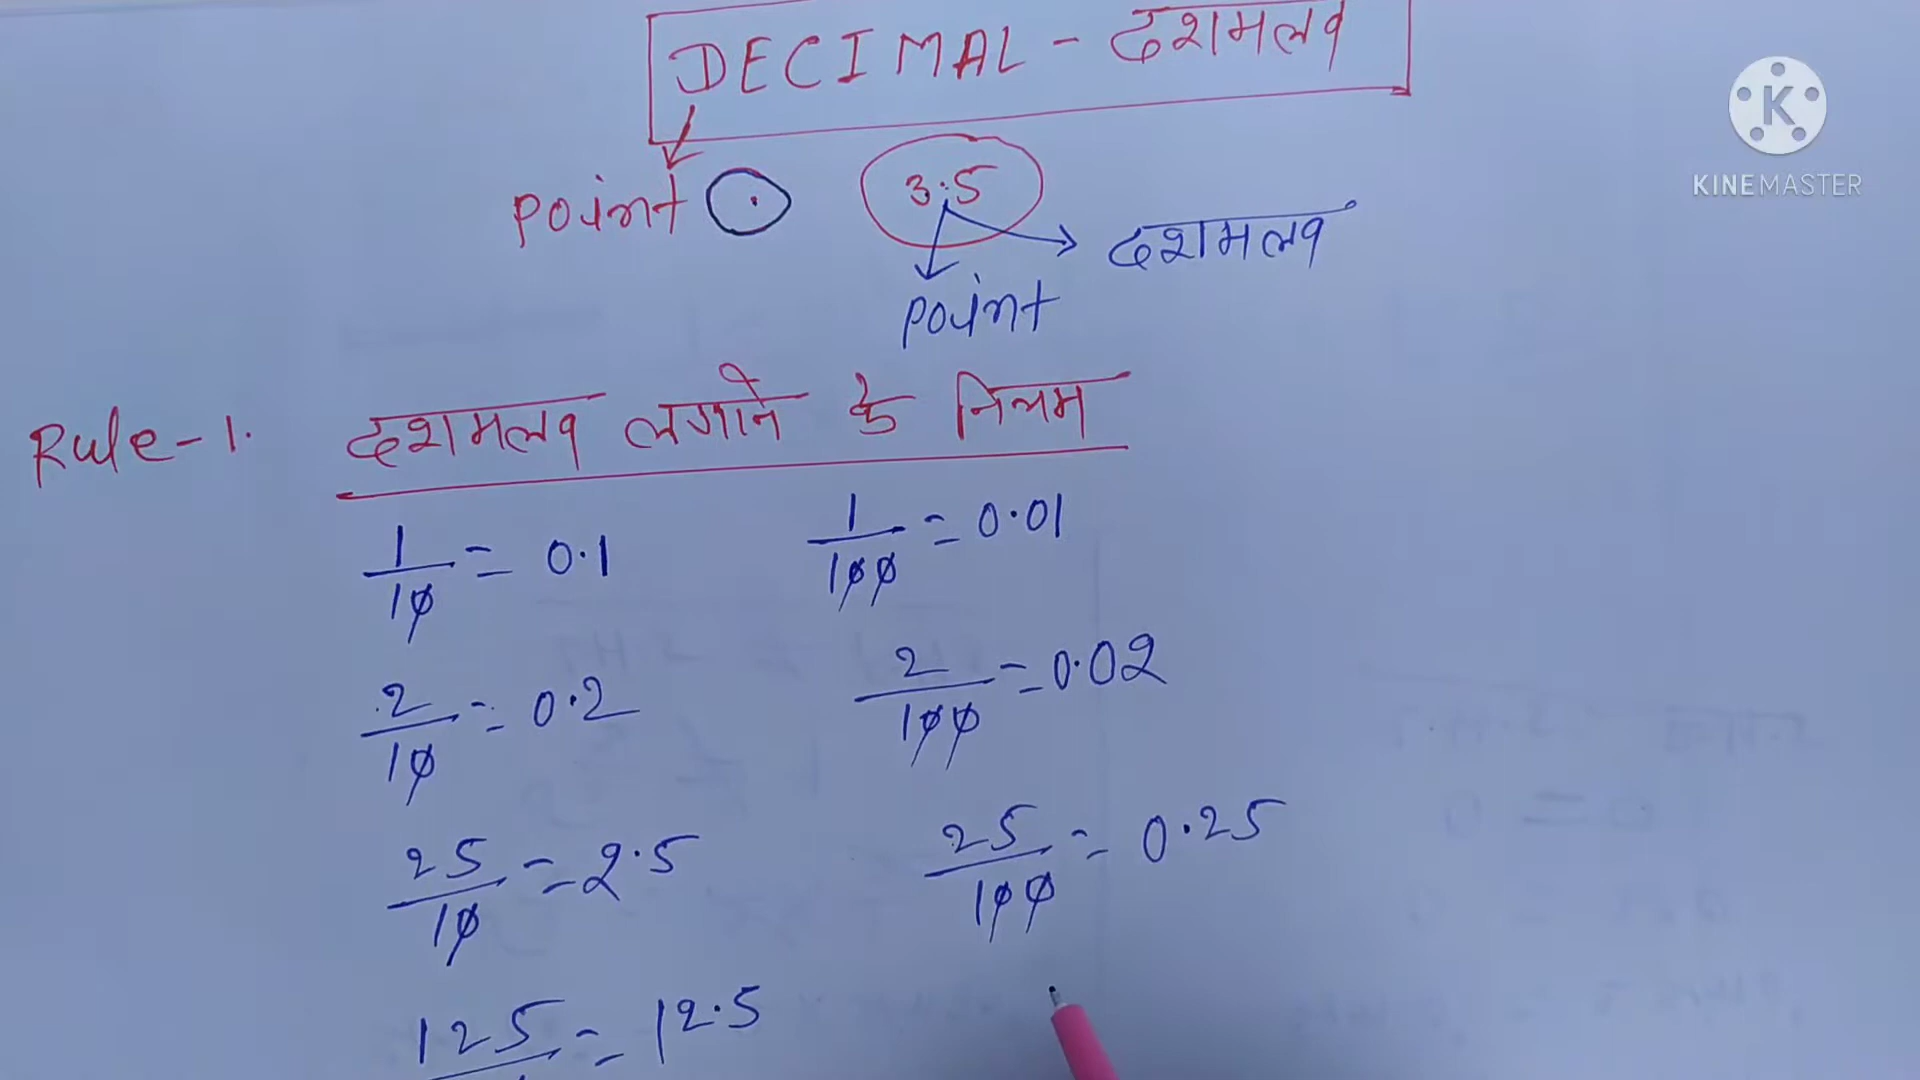 DECIMAL - दशमलव
K
KINEMASTER
point . 3.5
दशमलव
point
Rule-1. दशमलव लगाने के नियम
1/10 = 0.1
1/100 = 0.01
2/10 = 0.2
2/100 = 0.02
25/10 = 2.5
25/100 = 0.25
125 = 12.5